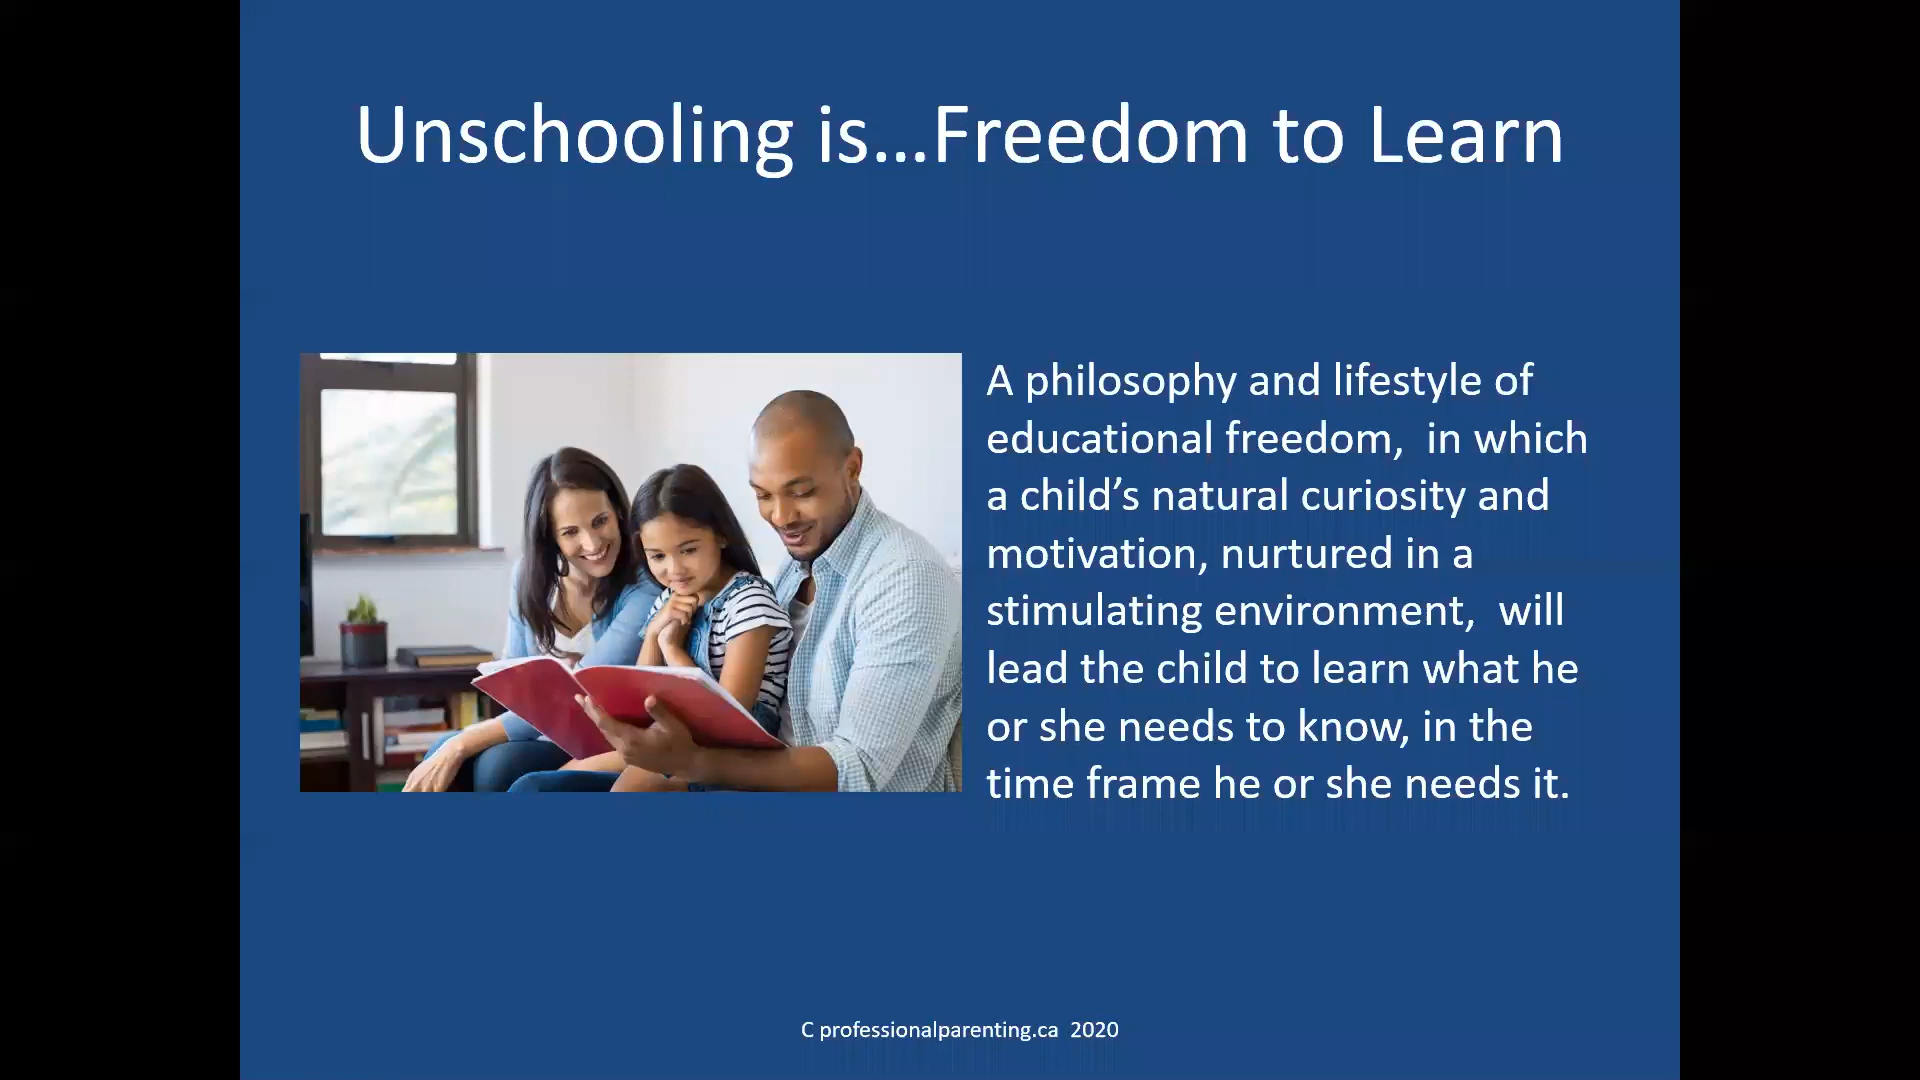 Unschooling is...Freedom to Learn
A philosophy and lifestyle of
educational freedom,  in which
a child’s natural curiosity and
motivation, nurtured in a
stimulating environment,  will
lead the child to learn what he
or she needs to know, in the
time frame he or she needs it.
C professionalparenting.ca  2020